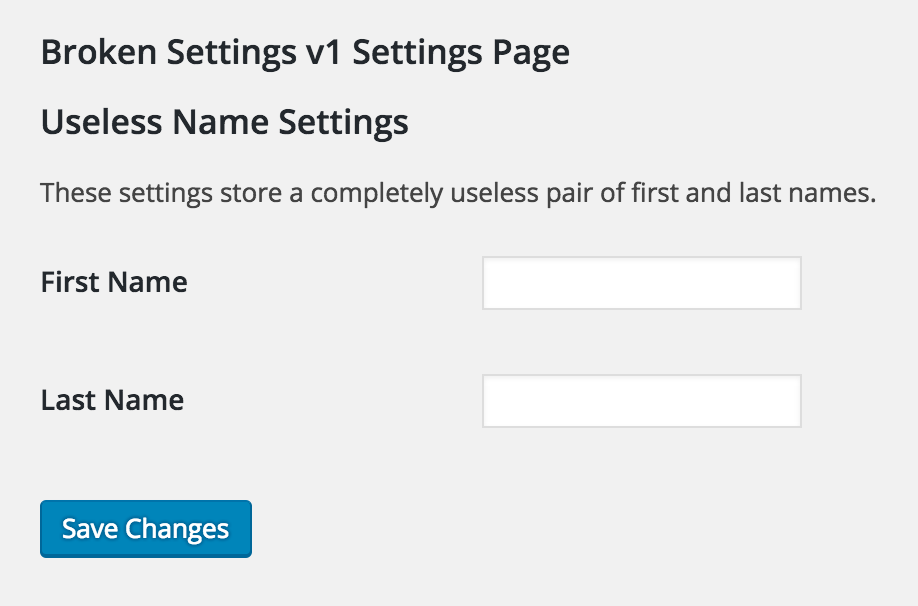 Broken Settings v1 Settings Page
Useless Name Settings
These settings store a completely useless pair of first and last names.
First Name
Last Name
Save Changes